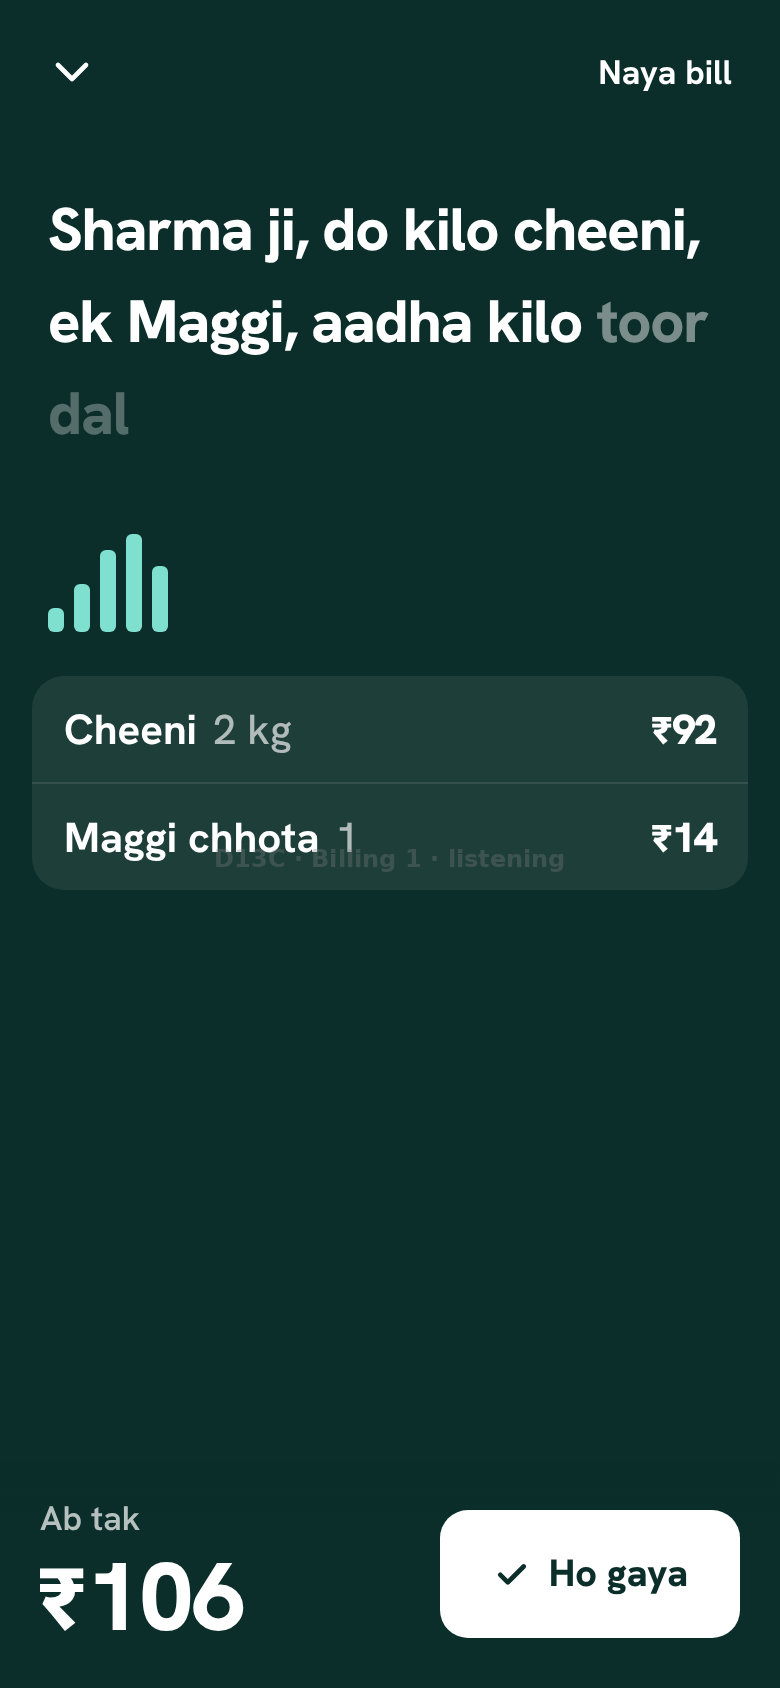 Naya bill
Sharma ji, do kilo cheeni,
ek Maggi, aadha kilo toor
dal
Cheeni 2 kg ₹92
Maggi chhota 1 ₹14
D13C · Billing 1 · listening
Ab tak
₹106
Ho gaya